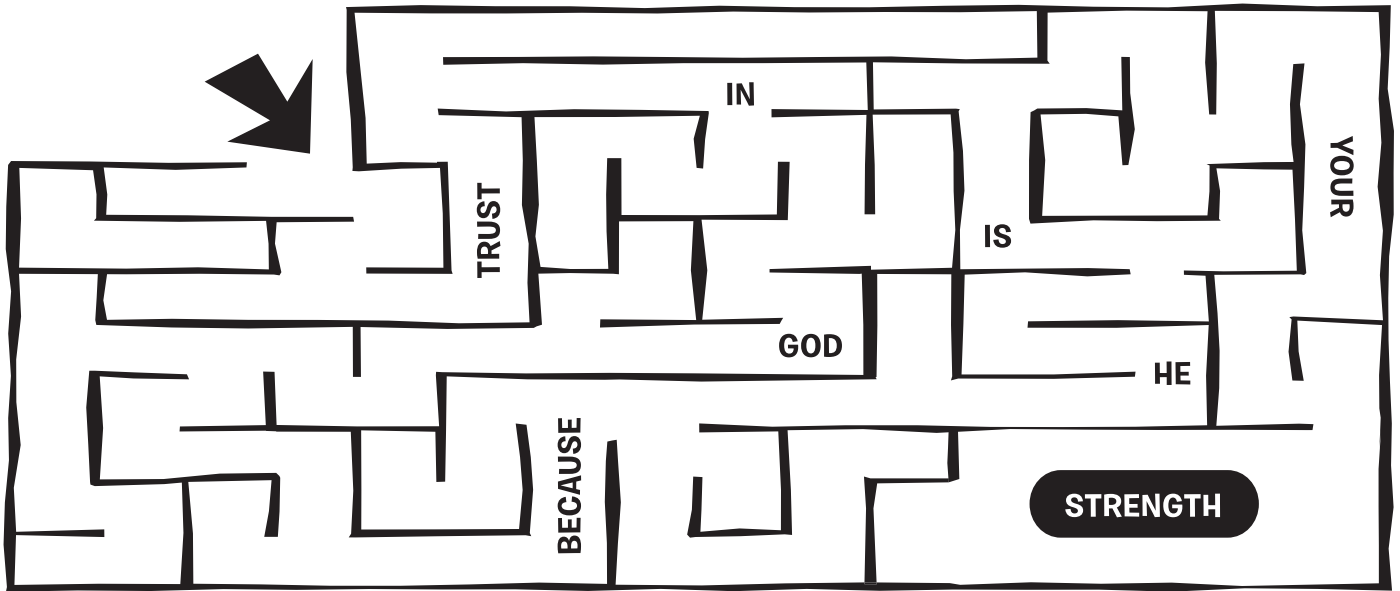 TRUST
IN
GOD
BECAUSE
HE
IS
YOUR
STRENGTH